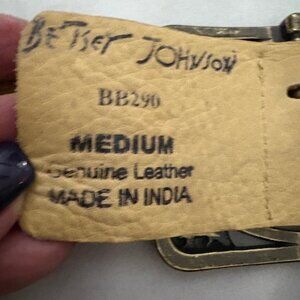 BETSEY JOHNSON
BB290
MEDIUM
Genuine Leather
MADE IN INDIA